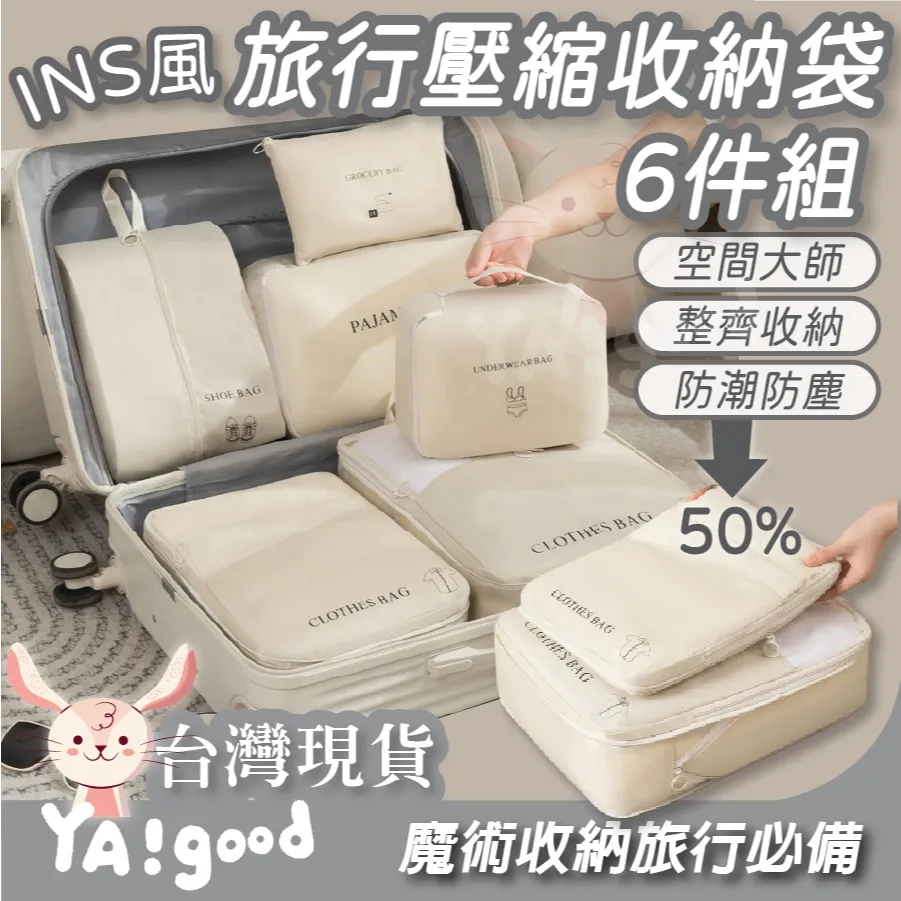 INS風
旅行壓縮收納袋
6件組
空間大師
整齊收納
防潮防塵
50%
GROCERY BAG
PAJAM
UNDERWEAR BAG
SHOE BAG
CLOTHES BAG
CLOTHES BAG
CLOTHES BAG
CLOTHES BAG
台灣現貨
YA!good
魔術收納旅行必備